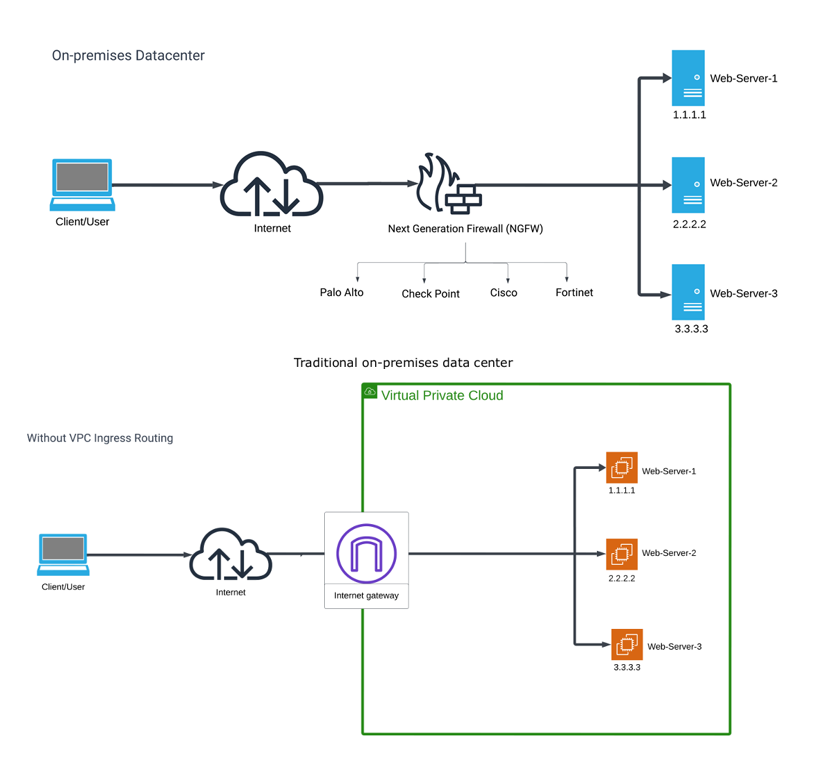 On-premises Datacenter
Web-Server-1
1.1.1.1
Web-Server-2
2.2.2.2
Client/User
Internet
Next Generation Firewall (NGFW)
Palo Alto
Check Point
Cisco
Fortinet
Web-Server-3
3.3.3.3
Traditional on-premises data center
Virtual Private Cloud
Without VPC Ingress Routing
Web-Server-1
1.1.1.1
Web-Server-2
2.2.2.2
Client/User
Internet
Internet gateway
Web-Server-3
3.3.3.3